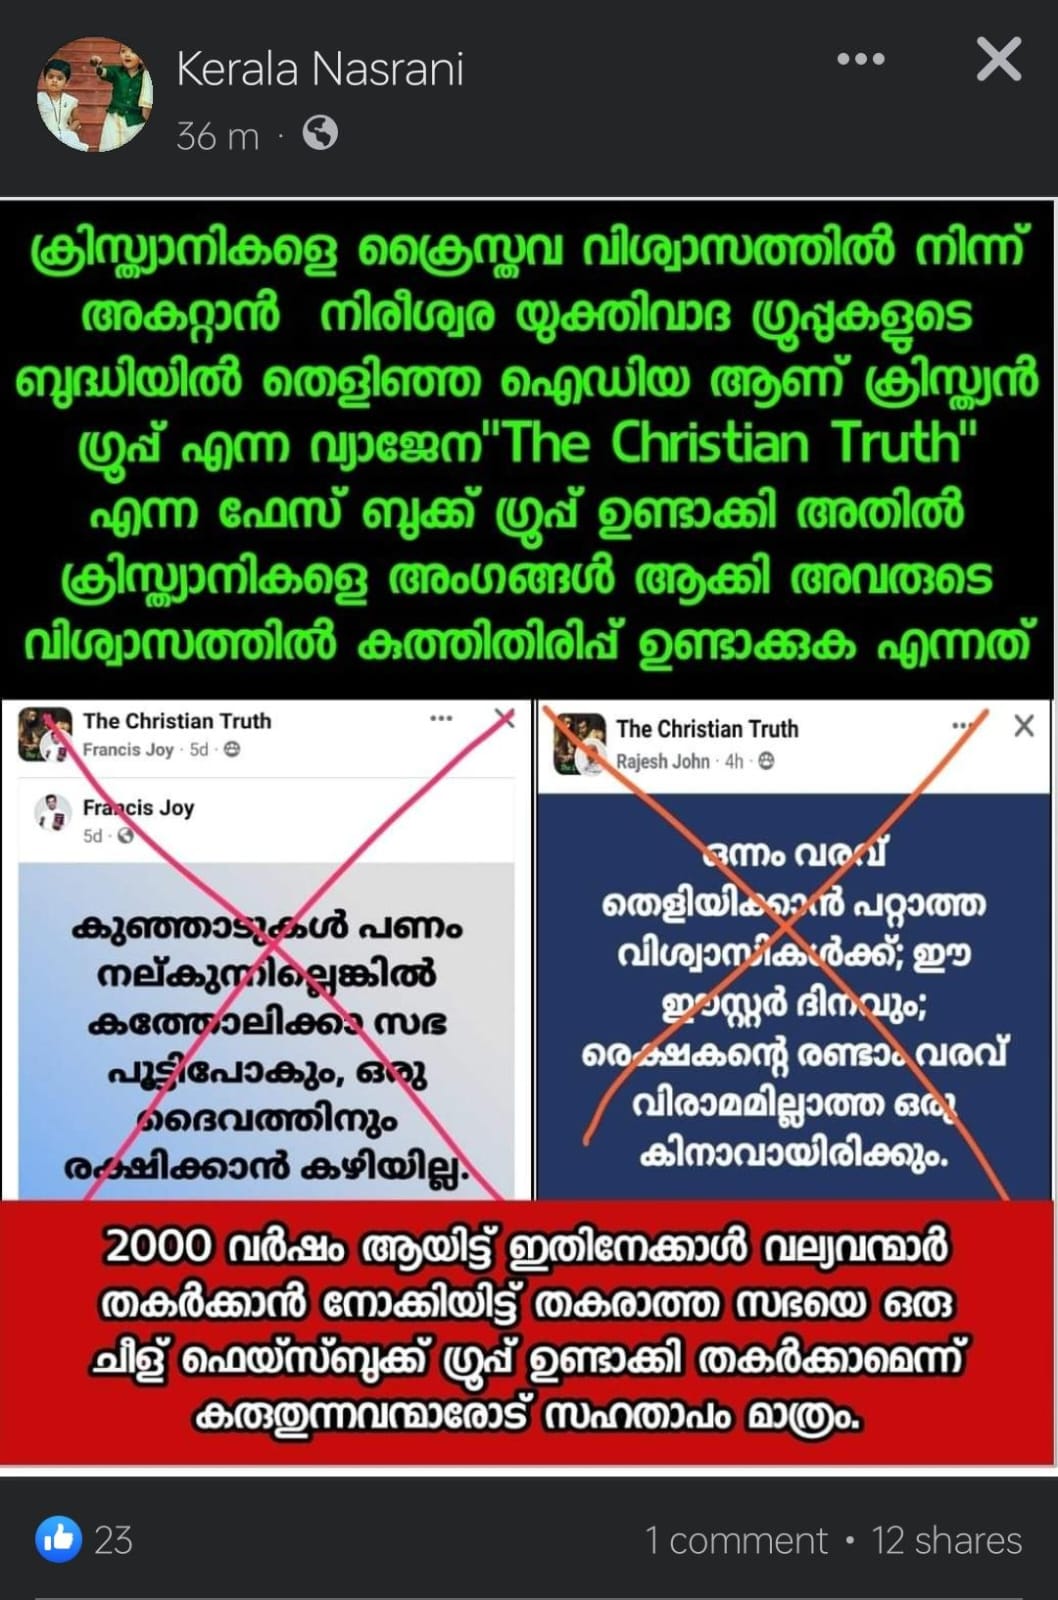 Kerala Nasrani
36 m
ക്രിസ്ത്യാനികളെ ക്രൈസ്തവ വിശ്വാസത്തിൽ നിന്ന്
അകറ്റാൻ നിരീശ്വര യുക്തിവാദ ഗ്രൂപ്പുകളുടെ
ബുദ്ധിയിൽ തെളിഞ്ഞ ഐഡിയ ആണ് ക്രിസ്ത്യൻ
ഗ്രൂപ്പ് എന്ന വ്യാജേന"The Christian Truth"
എന്ന ഫേസ് ബുക്ക് ഗ്രൂപ്പ് ഉണ്ടാക്കി അതിൽ
ക്രിസ്ത്യാനികളെ അംഗങ്ങൾ ആക്കി അവരുടെ
വിശ്വാസത്തിൽ കുത്തിതിരിപ്പ് ഉണ്ടാക്കുക എന്നത്
The Christian Truth
Francis Joy · 5d
Francis Joy
5d
കുഞ്ഞാടുകൾ പണം
നല്കുന്നില്ലെങ്കിൽ
കത്തോലിക്കാ സഭ
പൂട്ടിപോകും, ഒരു
ദൈവത്തിനും
രക്ഷിക്കാൻ കഴിയില്ല.
The Christian Truth
Rajesh John · 4h
ഒന്നം വരവ്
തെളിയിക്കാൻ പറ്റാത്ത
വിശ്വാസികൾക്ക്; ഈ
ഈസ്റ്റർ ദിനവും;
രെക്ഷകന്റെ രണ്ടാം വരവ്
വിരാമമില്ലാത്ത ഒരു
കിനാവായിരിക്കും.
2000 വർഷം ആയിട്ട് ഇതിനേക്കാൾ വല്യവന്മാർ
തകർക്കാൻ നോക്കിയിട്ട് തകരാത്ത സഭയെ ഒരു
ചീള് ഫെയ്സ്ബുക്ക് ഗ്രൂപ്പ് ഉണ്ടാക്കി തകർക്കാമെന്ന്
കരുതുന്നവന്മാരോട് സഹതാപം മാത്രം.
23
1 comment • 12 shares